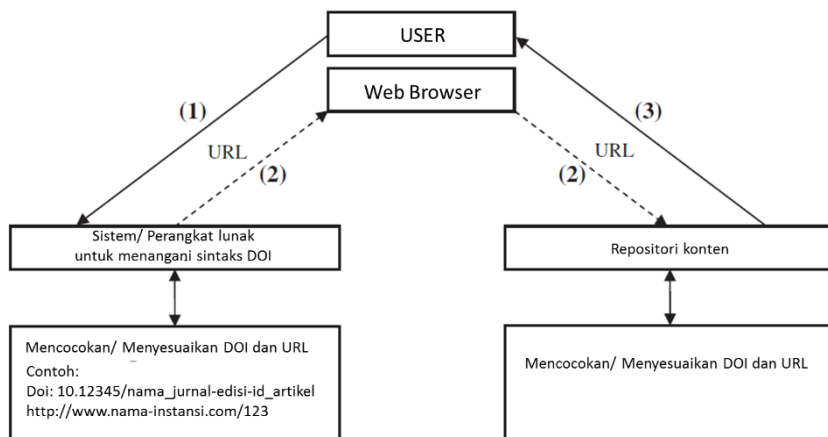 USER
Web Browser
(1)
(3)
URL
URL
(2)
(2)
Sistem/ Perangkat lunak
untuk menangani sintaks DOI
Repositori konten
Mencocokan/ Menyesuaikan DOI dan URL
Contoh:
Doi: 10.12345/nama_jurnal-edisi-id_artikel
http://www.nama-instansi.com/123
Mencocokan/ Menyesuaikan DOI dan URL